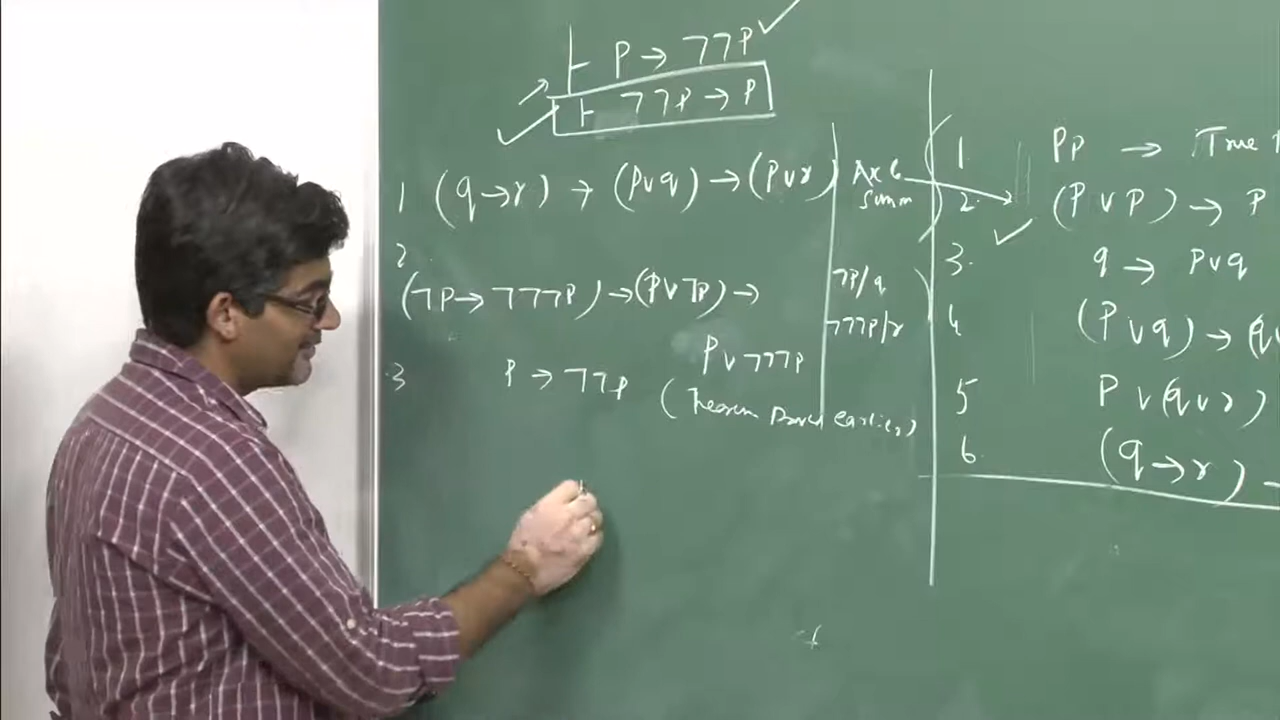 ⊢ P → ¬¬P ✓
⊢ ¬¬P → P
1 (q→r) → (P∨q) → (P∨r) Ax 6
Summ
2.
(¬P → ¬¬¬P) → (P∨¬P) → ¬P/q
P∨¬¬¬P ¬¬¬P/r
3 P → ¬¬P (Theorem Proved earlier)
1 PP → True
2. (P∨P) → P
3. q → P∨q
4 (P∨q) → (q∨
5 P∨(q∨r)
6. (q→r) →